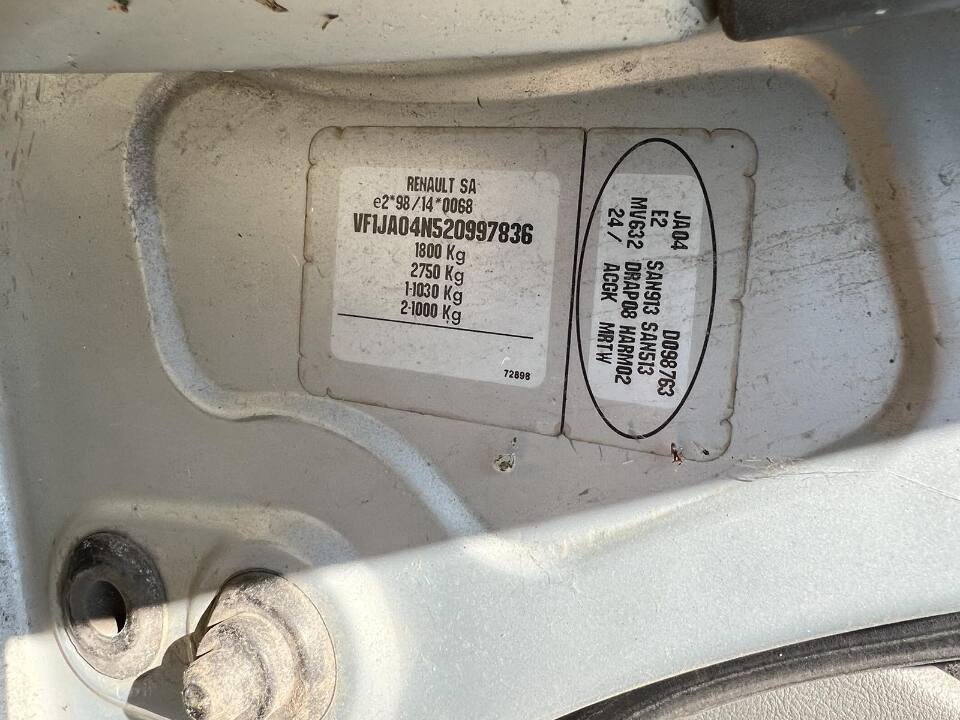 RENAULT SA
e2*98/14*0068
VF1JA04N520997836
1800 Kg
2750 Kg
1-1030 Kg
2-1000 Kg
72898
JA04 D098763
E2 SAN913 SAN513
MV632 DRAP08 HARM02
24/ ACGK MRTW